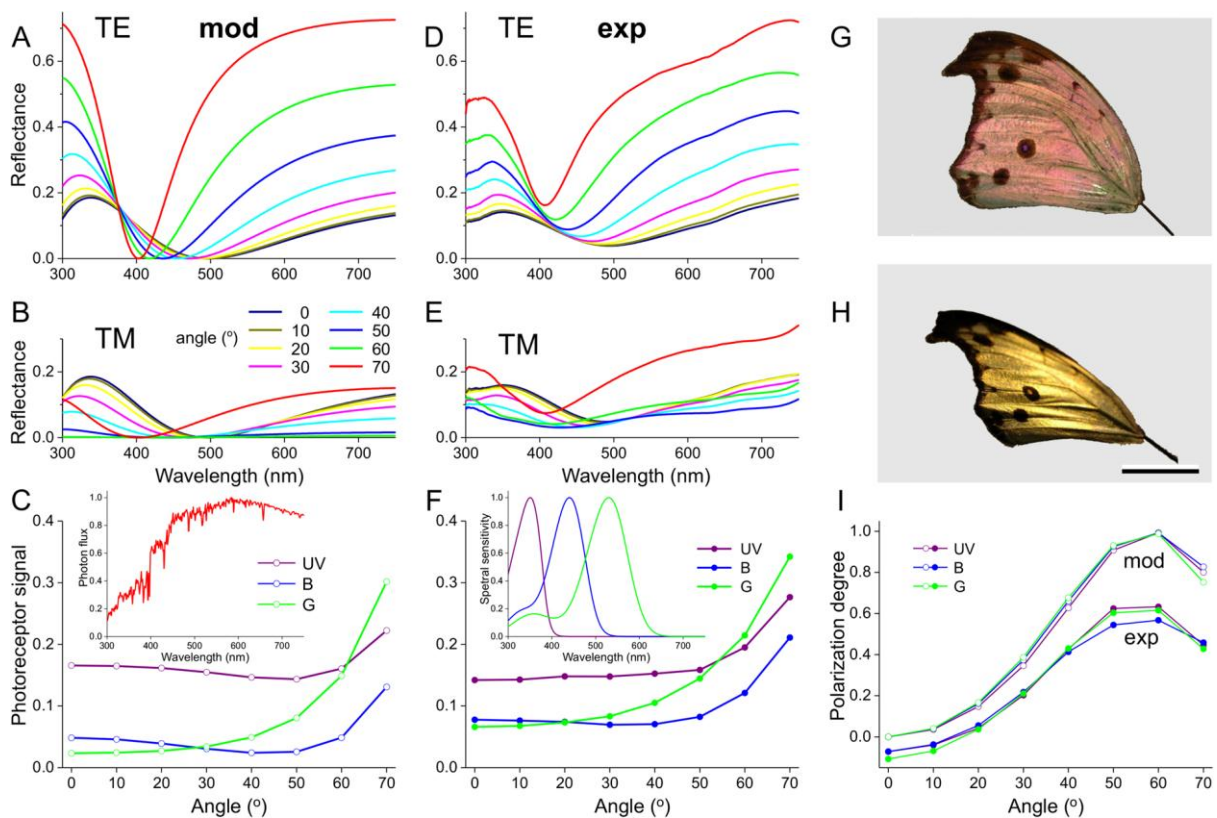 A TE mod
Reflectance
0.6
0.4
0.2
0.0
300 400 500 600 700
D TE exp
Reflectance
0.6
0.4
0.2
0.0
300 400 500 600 700
G
B TM
angle (º)
0 40
10 50
20 60
30 70
Reflectance
0.2
0.0
300 400 500 600 700
Wavelength (nm)
E TM
Reflectance
0.2
0.0
300 400 500 600 700
Wavelength (nm)
H
C
Photoreceptor signal
0.4
0.3
0.2
0.1
0.0
0 10 20 30 40 50 60 70
Angle (º)
Photon flux
1.0
0.8
0.6
0.4
0.2
0.0
300 400 500 600 700
Wavelength (nm)
UV
B
G
F
0.4
0.3
0.2
0.1
0.0
0 10 20 30 40 50 60 70
Angle (º)
Spetral sensitivity
1.0
0.8
0.6
0.4
0.2
0.0
300 400 500 600 700
Wavelength (nm)
UV
B
G
I
Polarization degree
1.0
0.8
0.6
0.4
0.2
0.0
0 10 20 30 40 50 60 70
Angle (º)
UV
B
G
mod
exp